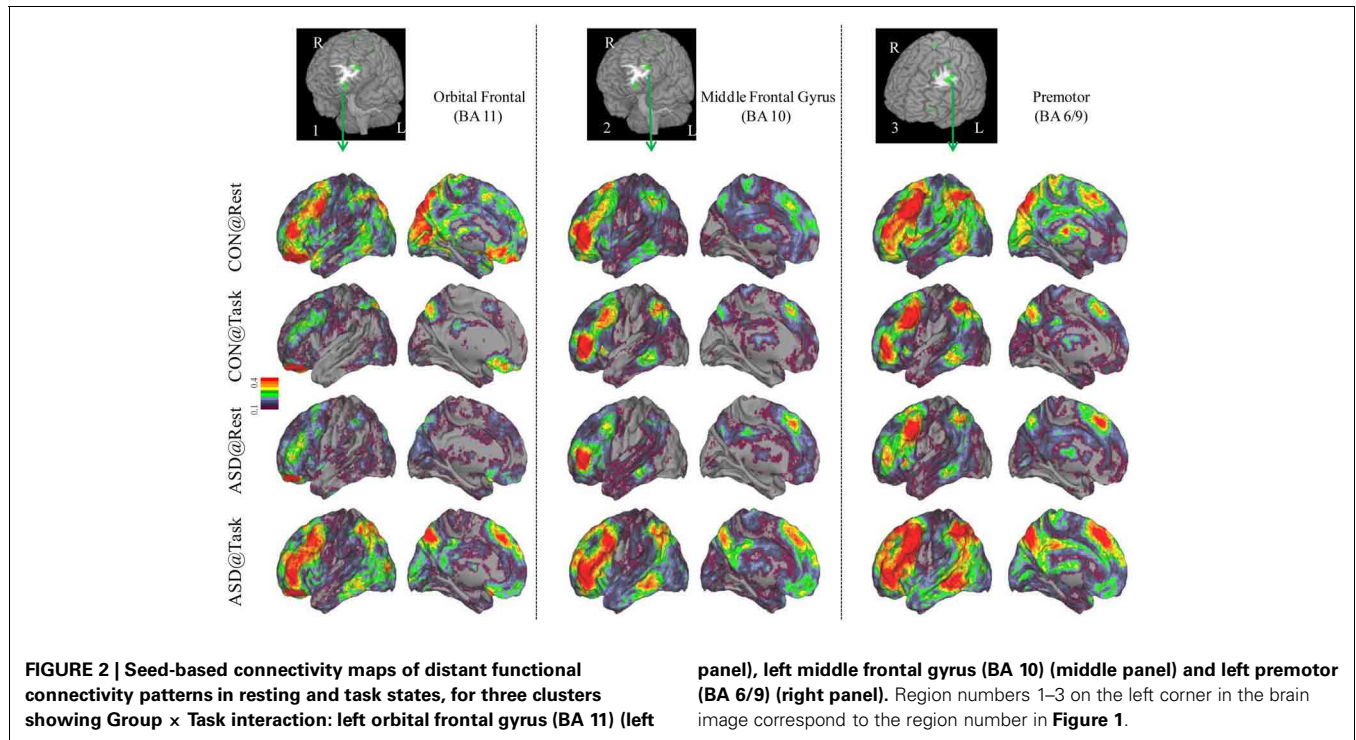 R
1
L
Orbital Frontal
(BA 11)
R
2
L
Middle Frontal Gyrus
(BA 10)
R
3
L
Premotor
(BA 6/9)
CON@Rest
CON@Task
0.1 0.4
ASD@Rest
ASD@Task
FIGURE 2 | Seed-based connectivity maps of distant functional
connectivity patterns in resting and task states, for three clusters
showing Group × Task interaction: left orbital frontal gyrus (BA 11) (left
panel), left middle frontal gyrus (BA 10) (middle panel) and left premotor
(BA 6/9) (right panel). Region numbers 1–3 on the left corner in the brain
image correspond to the region number in Figure 1.